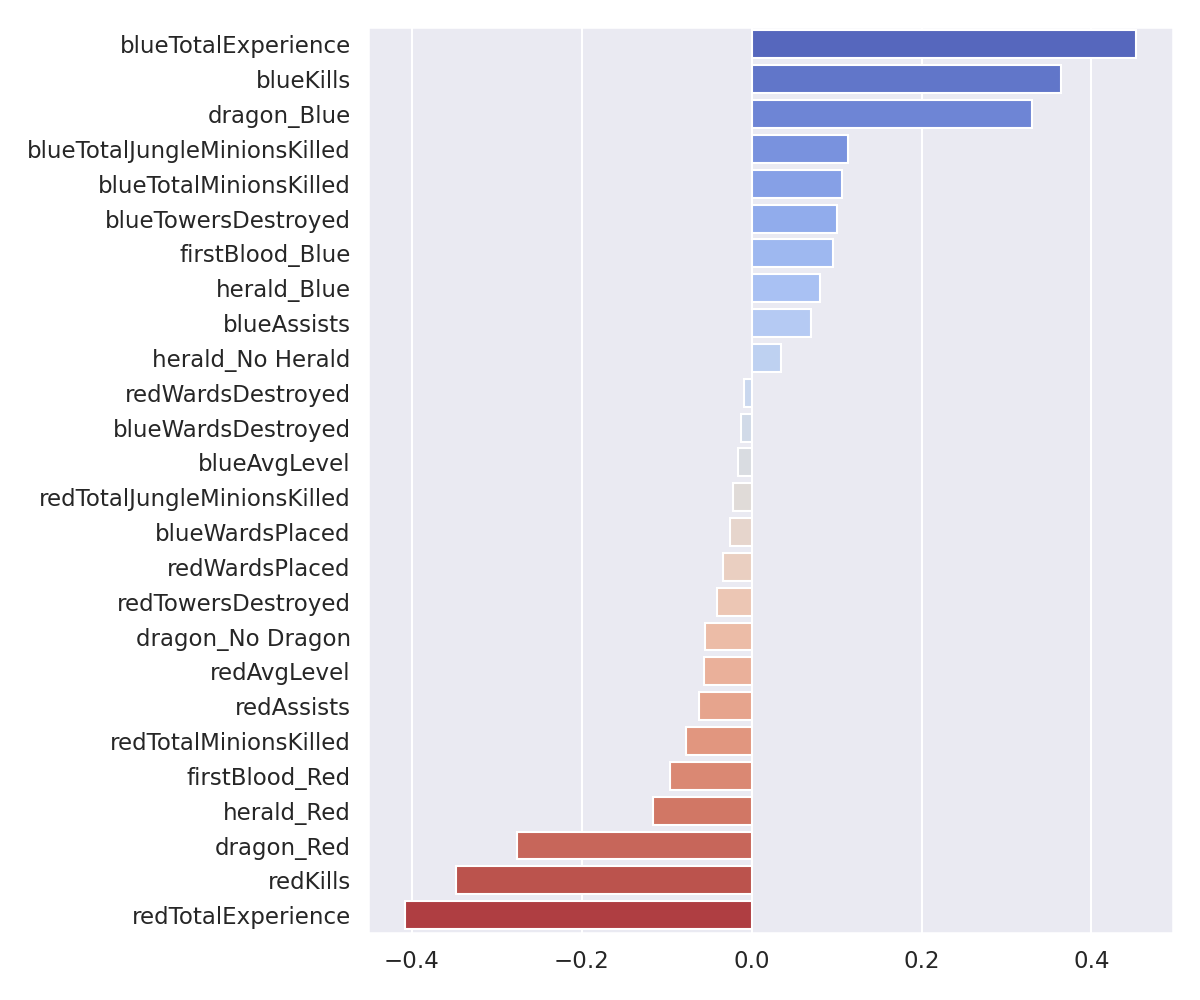 blueTotalExperience
blueKills
dragon_Blue
blueTotalJungleMinionsKilled
blueTotalMinionsKilled
blueTowersDestroyed
firstBlood_Blue
herald_Blue
blueAssists
herald_No Herald
redWardsDestroyed
blueWardsDestroyed
blueAvgLevel
redTotalJungleMinionsKilled
blueWardsPlaced
redWardsPlaced
redTowersDestroyed
dragon_No Dragon
redAvgLevel
redAssists
redTotalMinionsKilled
firstBlood_Red
herald_Red
dragon_Red
redKills
redTotalExperience
−0.4 −0.2 0.0 0.2 0.4